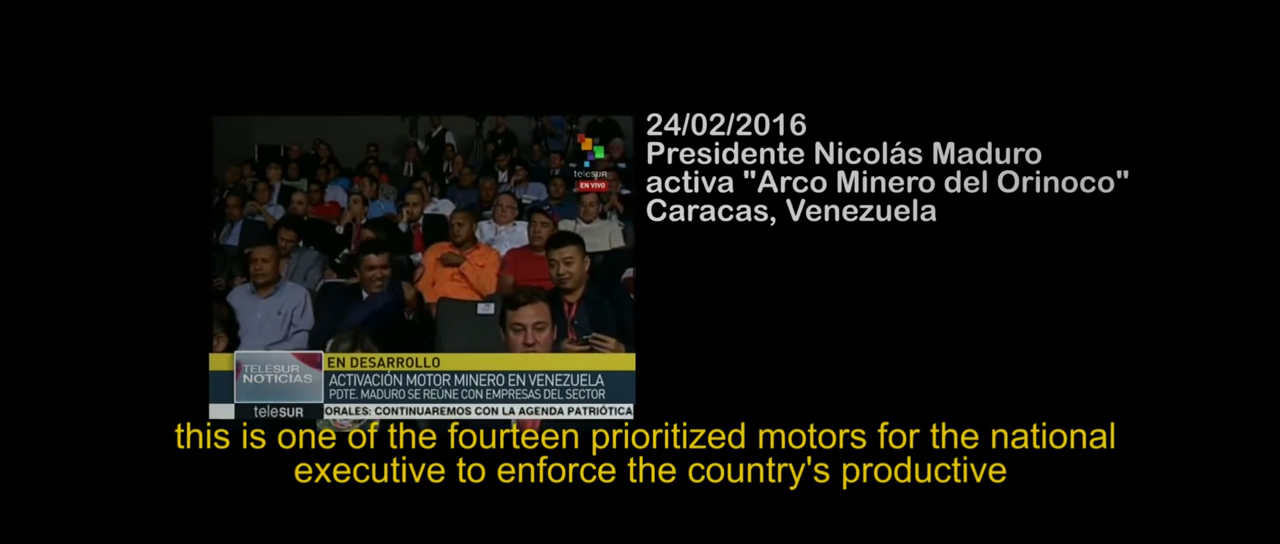 24/02/2016
Presidente Nicolás Maduro
activa "Arco Minero del Orinoco"
Caracas, Venezuela
teleSUR
EN VIVO
TELESUR
NOTICIAS
EN DESARROLLO
ACTIVACIÓN MOTOR MINERO EN VENEZUELA
PDTE. MADURO SE REÚNE CON EMPRESAS DEL SECTOR
teleSUR
ORALES: CONTINUAREMOS CON LA AGENDA PATRIÓTICA
this is one of the fourteen prioritized motors for the national
executive to enforce the country's productive